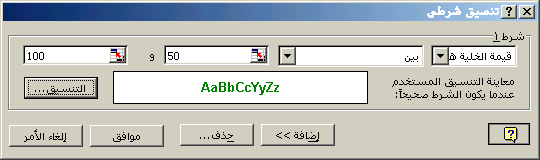 تنسيق شرطي
شرط 1
قيمة الخلية ه بين 50 و 100
معاينة التنسيق المستخدم
عندما يكون الشرط صحيحاً:
AaBbCcYyZz
التنسيق...
إضافة >> حذف... موافق إلغاء الأمر